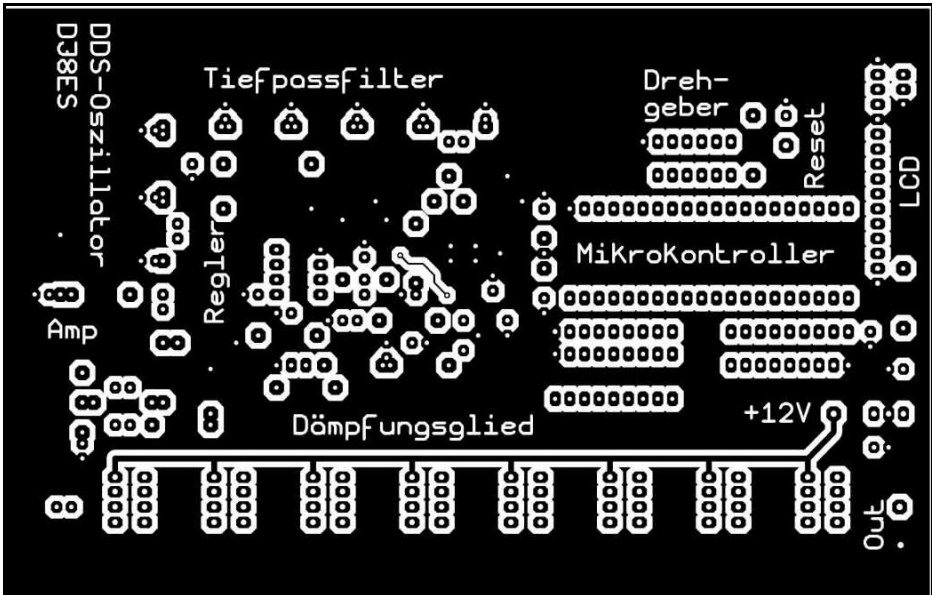 DDS-Oszillator
DJ8ES
Tiefpassfilter
Dreh-
geber
Reset
LCD
Regler
Mikrokontroller
Amp
+12V
Dämpfungsglied
Out